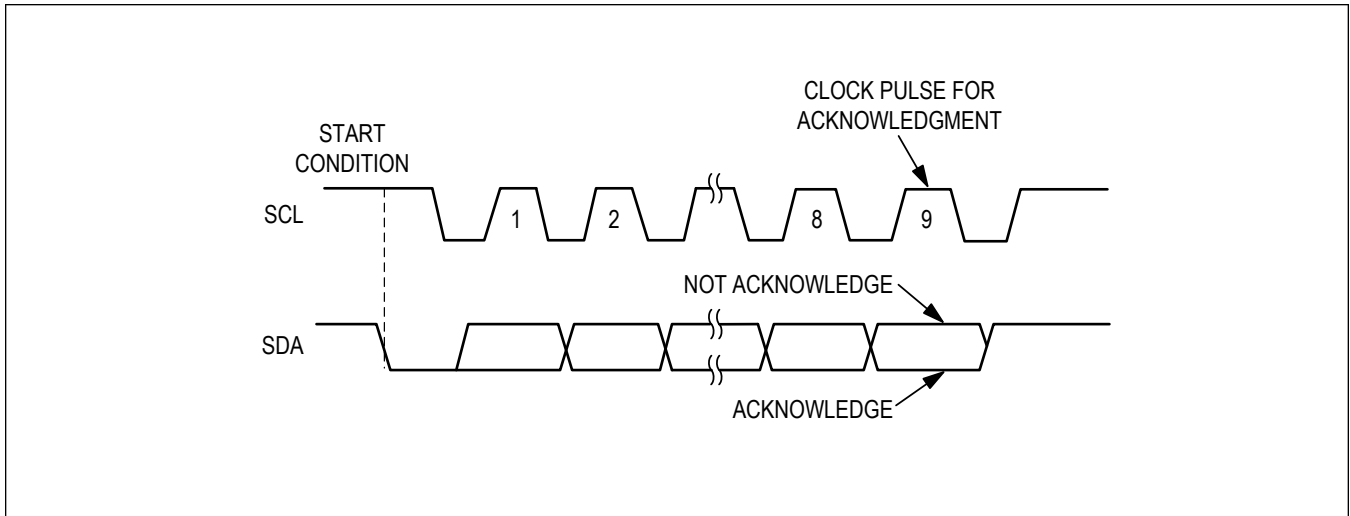 CLOCK PULSE FOR
ACKNOWLEDGMENT
START
CONDITION
SCL
1 2 8 9
NOT ACKNOWLEDGE
SDA
ACKNOWLEDGE